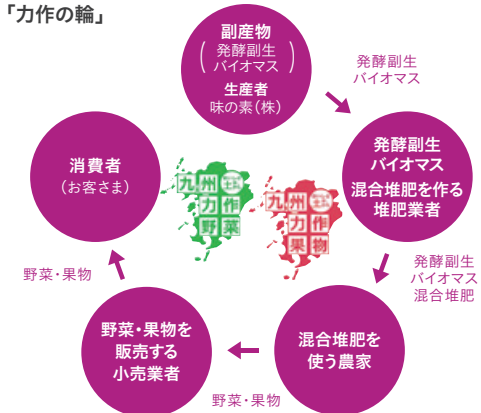 「力作の輪」
副産物
(発酵副生
バイオマス)
生産者
味の素(株)
発酵副生
バイオマス
発酵副生
バイオマス
混合堆肥を作る
堆肥業者
発酵副生
バイオマス
混合堆肥
混合堆肥を
使う農家
野菜・果物
野菜・果物を
販売する
小売業者
野菜・果物
消費者
(お客さま)
九州
力作
野菜
九州
力作
果物